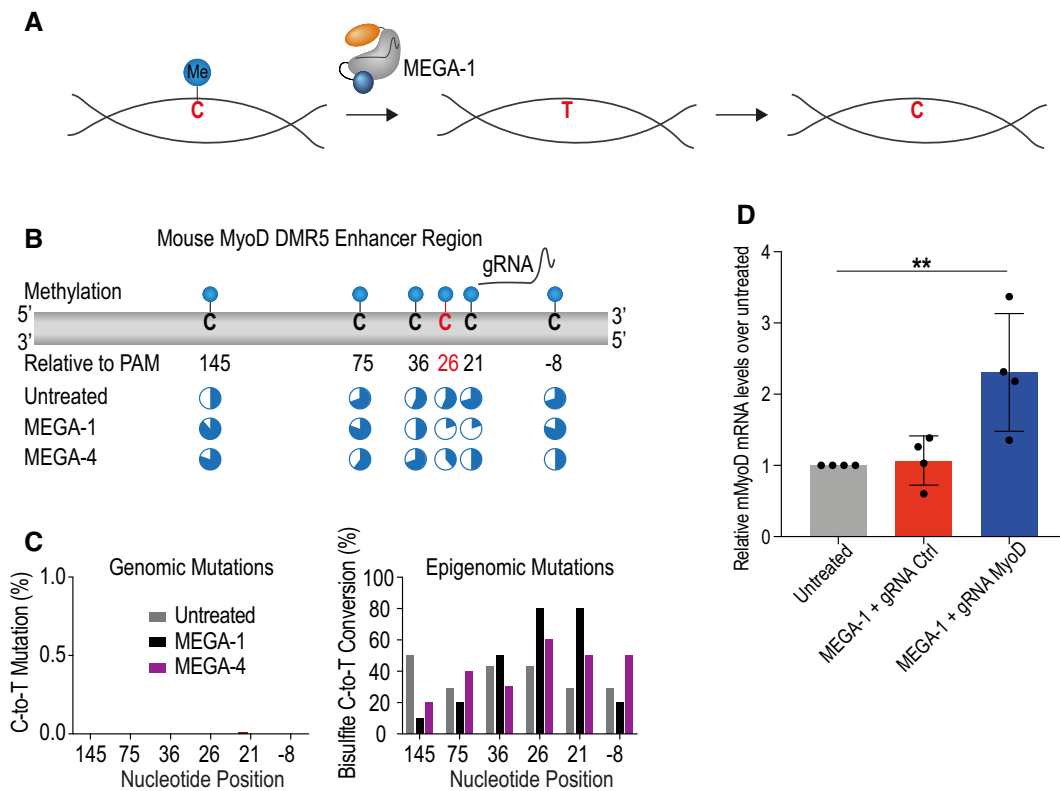 A
Me
C
MEGA-1
T
C
B
Mouse MyoD DMR5 Enhancer Region
gRNA
Methylation
5’ 3’
C C C C C
C
3’ 5’
Relative to PAM 145 75 36 26 21 -8
Untreated
MEGA-1
MEGA-4
C
Genomic Mutations
C-to-T Mutation (%)
1.0
0.5
0.0
Untreated
MEGA-1
MEGA-4
145 75 36 26 21 -8
Nucleotide Position
Epigenomic Mutations
Bisulfite C-to-T Conversion (%)
100
80
60
40
20
0
145 75 36 26 21 -8
Nucleotide Position
D
Relative mMyoD mRNA levels over untreated
4
3
2
1
0
**
Untreated
MEGA-1 + gRNA Ctrl
MEGA-1 + gRNA MyoD